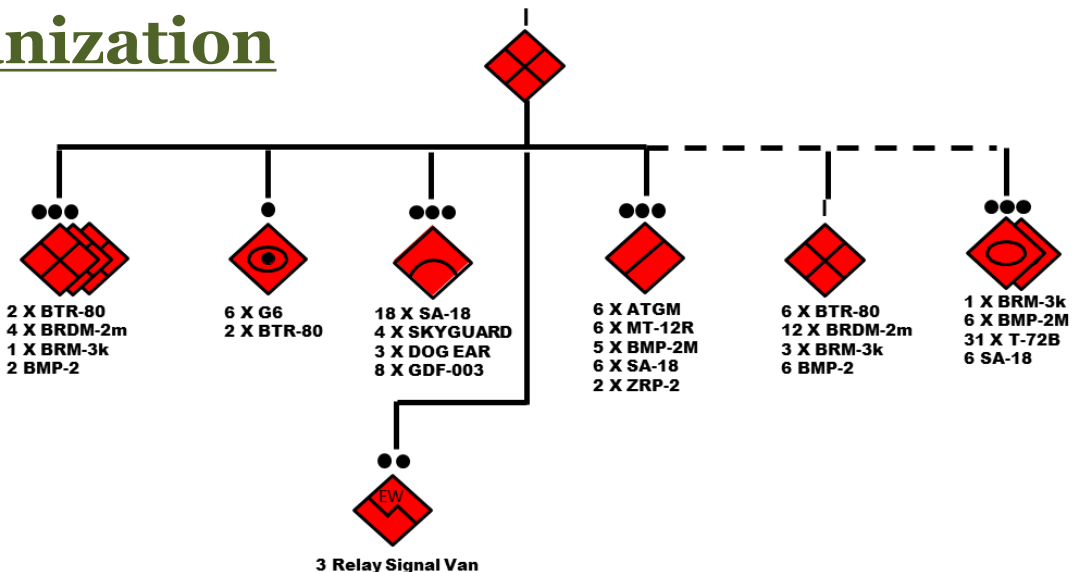 nization
2 X BTR-80
4 X BRDM-2m
1 X BRM-3k
2 BMP-2
6 X G6
2 X BTR-80
18 X SA-18
4 X SKYGUARD
3 X DOG EAR
8 X GDF-003
6 X ATGM
6 X MT-12R
5 X BMP-2M
6 X SA-18
2 X ZRP-2
6 X BTR-80
12 X BRDM-2m
3 X BRM-3k
6 BMP-2
1 X BRM-3k
6 X BMP-2M
31 X T-72B
6 SA-18
EW
3 Relay Signal Van